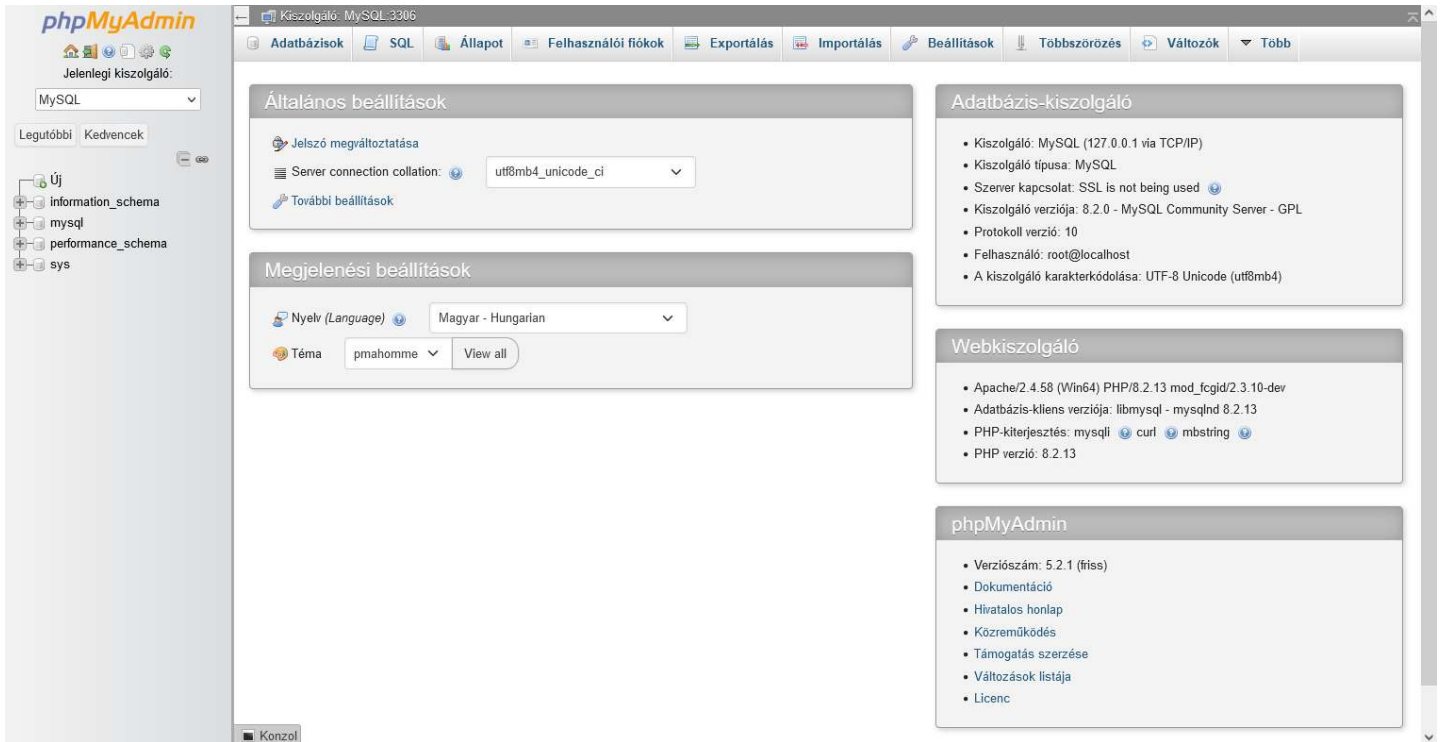 phpMyAdmin
Jelenlegi kiszolgáló:
MySQL
Legutóbbi Kedvencek
Új
information_schema
mysql
performance_schema
sys
Kiszolgáló: MySQL:3306
Adatbázisok SQL Állapot Felhasználói fiókok Exportálás Importálás Beállítások Többszörözés Változók Több
Általános beállítások
Jelszó megváltoztatása
Server connection collation: utf8mb4_unicode_ci
További beállítások
Megjelenési beállítások
Nyelv (Language) Magyar - Hungarian
Téma pmahomme View all
Adatbázis-kiszolgáló
• Kiszolgáló: MySQL (127.0.0.1 via TCP/IP)
• Kiszolgáló típusa: MySQL
• Szerver kapcsolat: SSL is not being used
• Kiszolgáló verziója: 8.2.0 - MySQL Community Server - GPL
• Protokoll verzió: 10
• Felhasználó: root@localhost
• A kiszolgáló karakterkódolása: UTF-8 Unicode (utf8mb4)
Webkiszolgáló
• Apache/2.4.58 (Win64) PHP/8.2.13 mod_fcgid/2.3.10-dev
• Adatbázis-kliens verziója: libmysql - mysqlnd 8.2.13
• PHP-kiterjesztés: mysqli curl mbstring
• PHP verzió: 8.2.13
phpMyAdmin
• Verziószám: 5.2.1 (friss)
• Dokumentáció
• Hivatalos honlap
• Közreműködés
• Támogatás szerzése
• Változások listája
• Licenc
Konzol